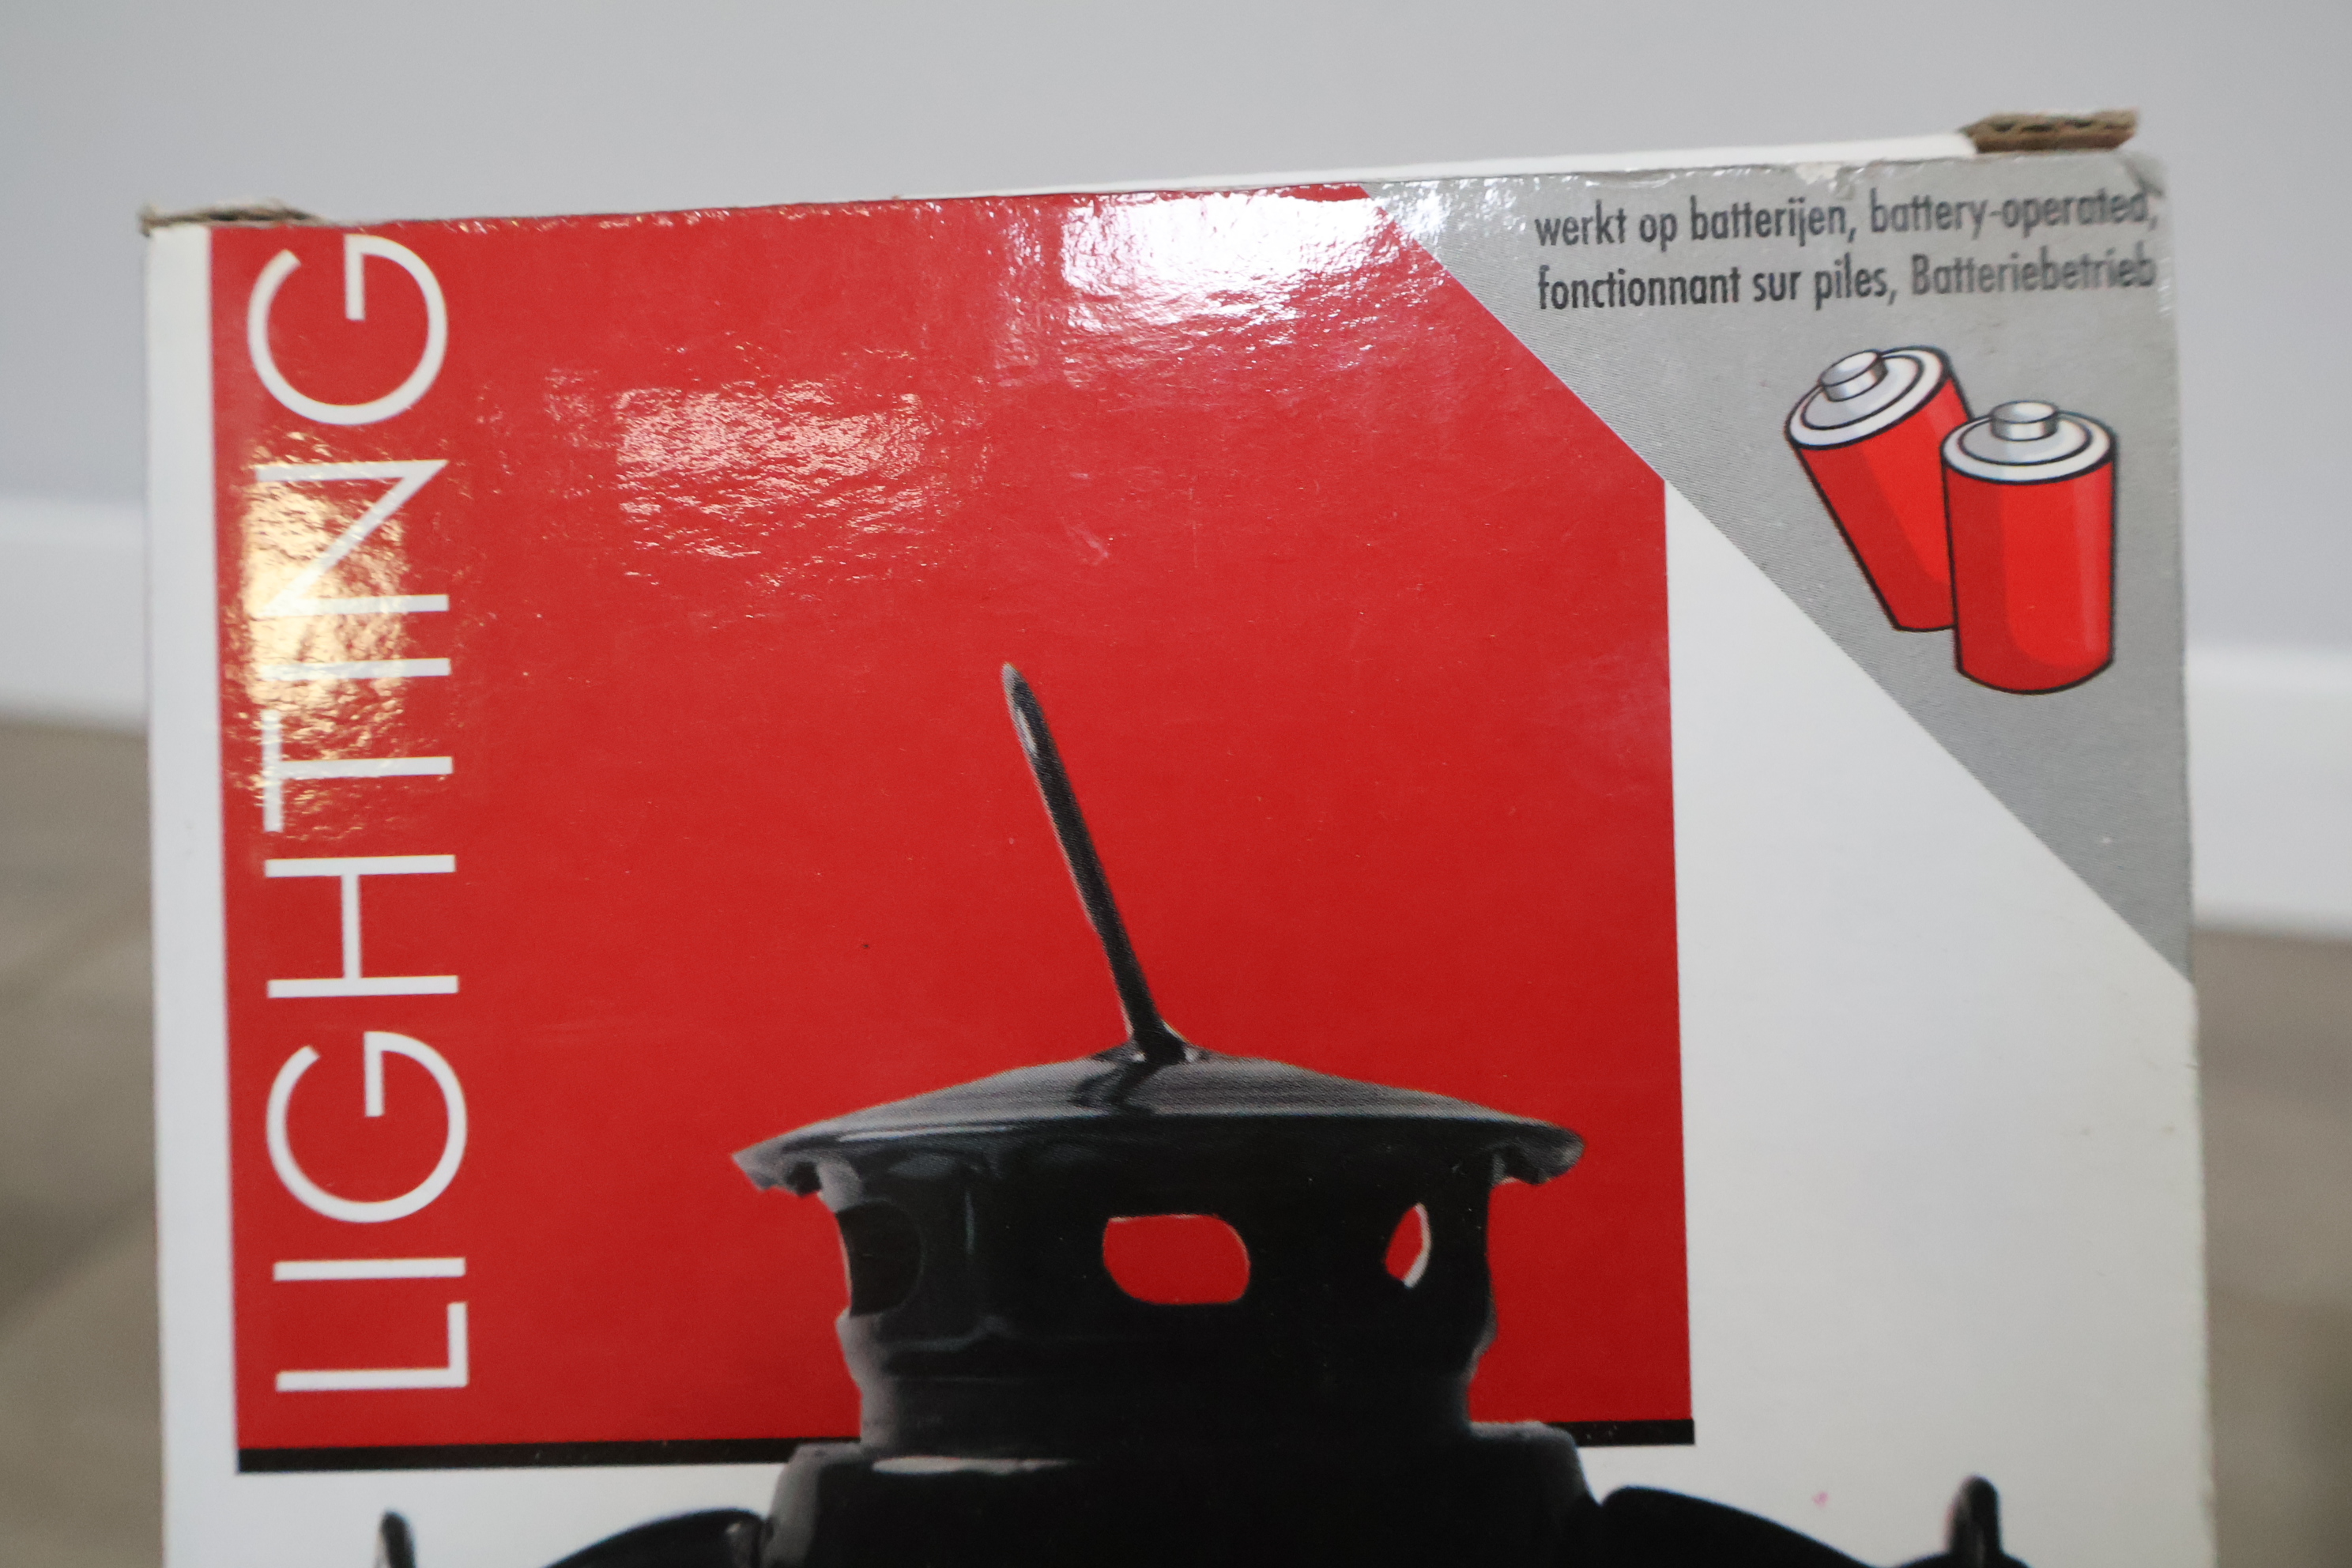 LIGHTING
werkt op batterijen, battery-operated,
fonctionnant sur piles, Batteriebetrieb